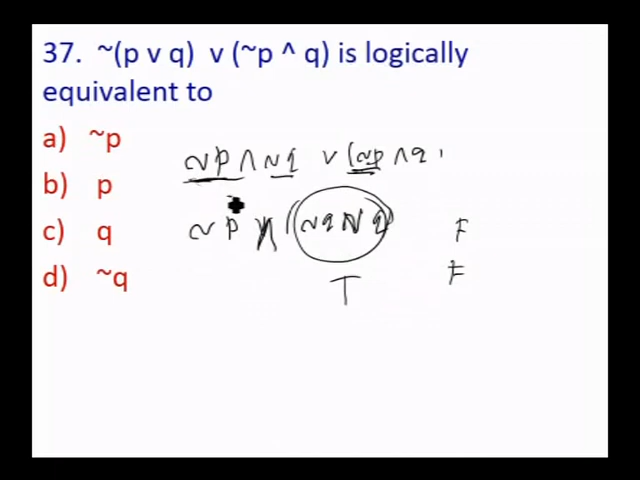 37. ~(p v q) v (~p ^ q) is logically
equivalent to
a) ~p
~p ∧ ~q v (~p ∧ q
b) p
c) q
~p ∧ (~q v q) F
d) ~q
T F